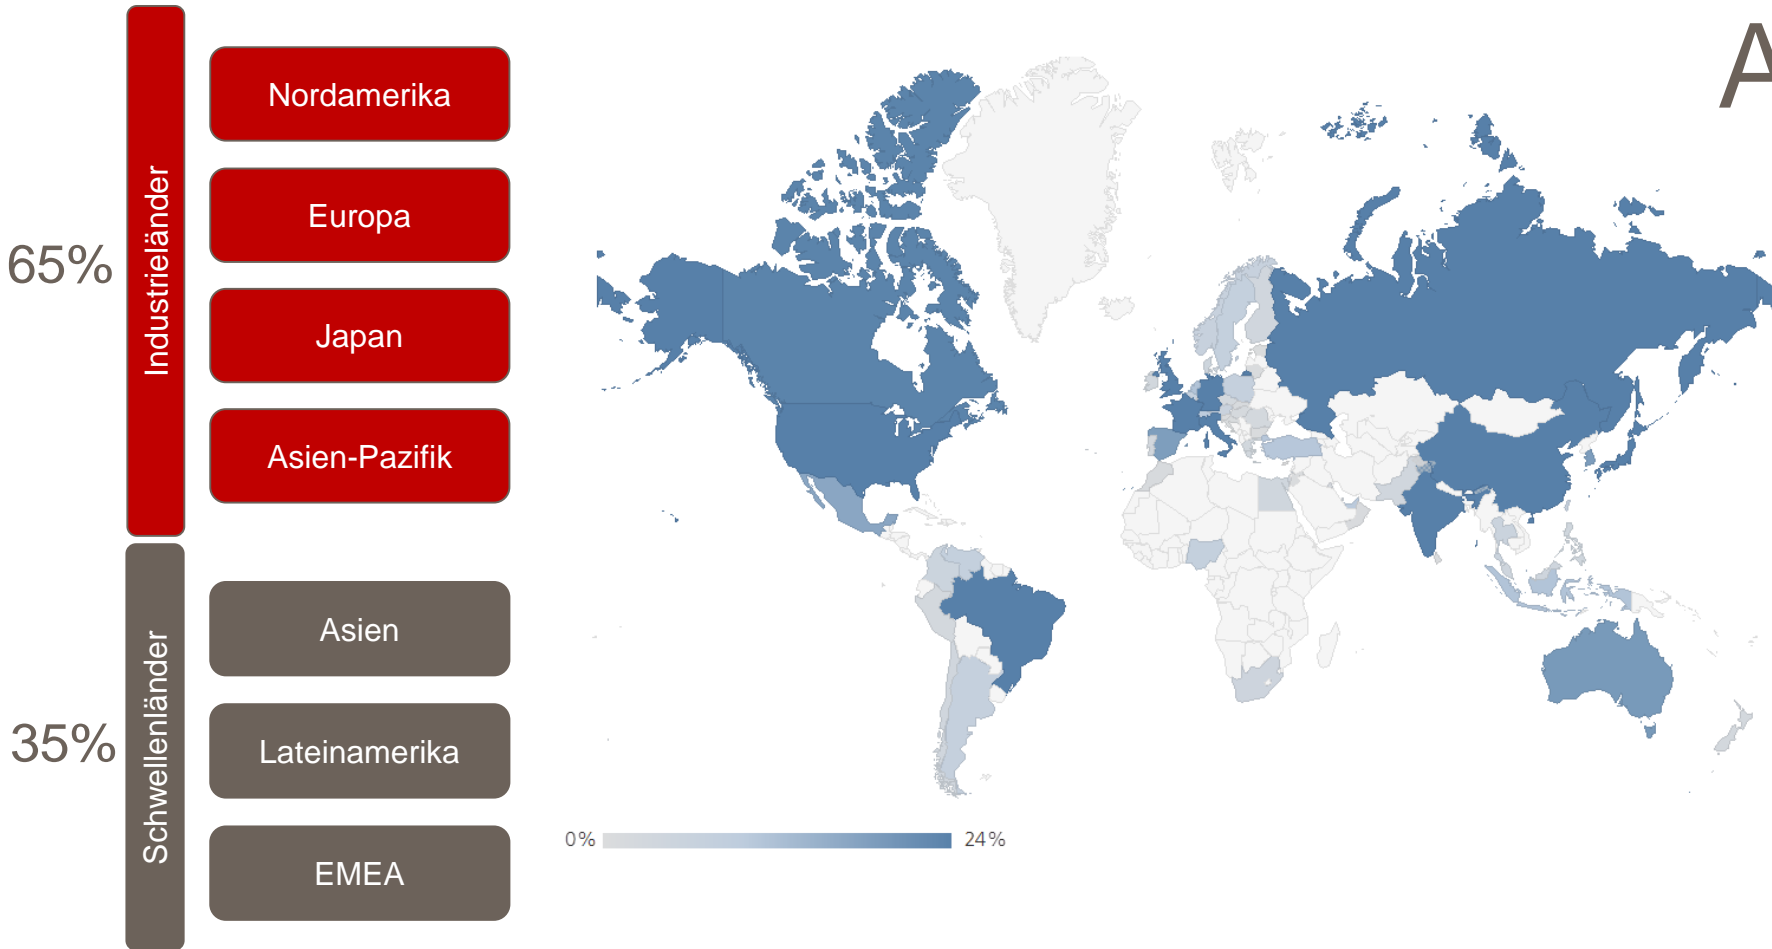 65%
Industrieländer
Nordamerika
Europa
Japan
Asien-Pazifik
35%
Schwellenländer
Asien
Lateinamerika
EMEA
0%
24%
A